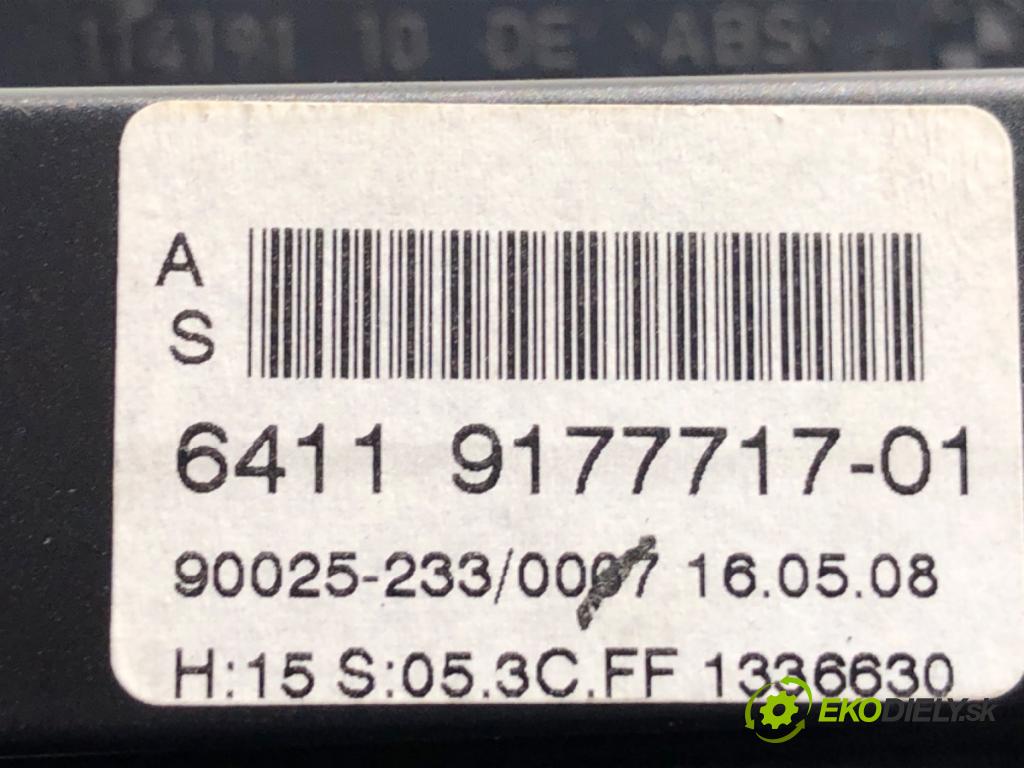 114191 10 DE >ABS<
A
S
6411 9177717-01
90025-233/0007 16.05.08
H:15 S:05.3C.FF 1336630
EKODIELY.sk